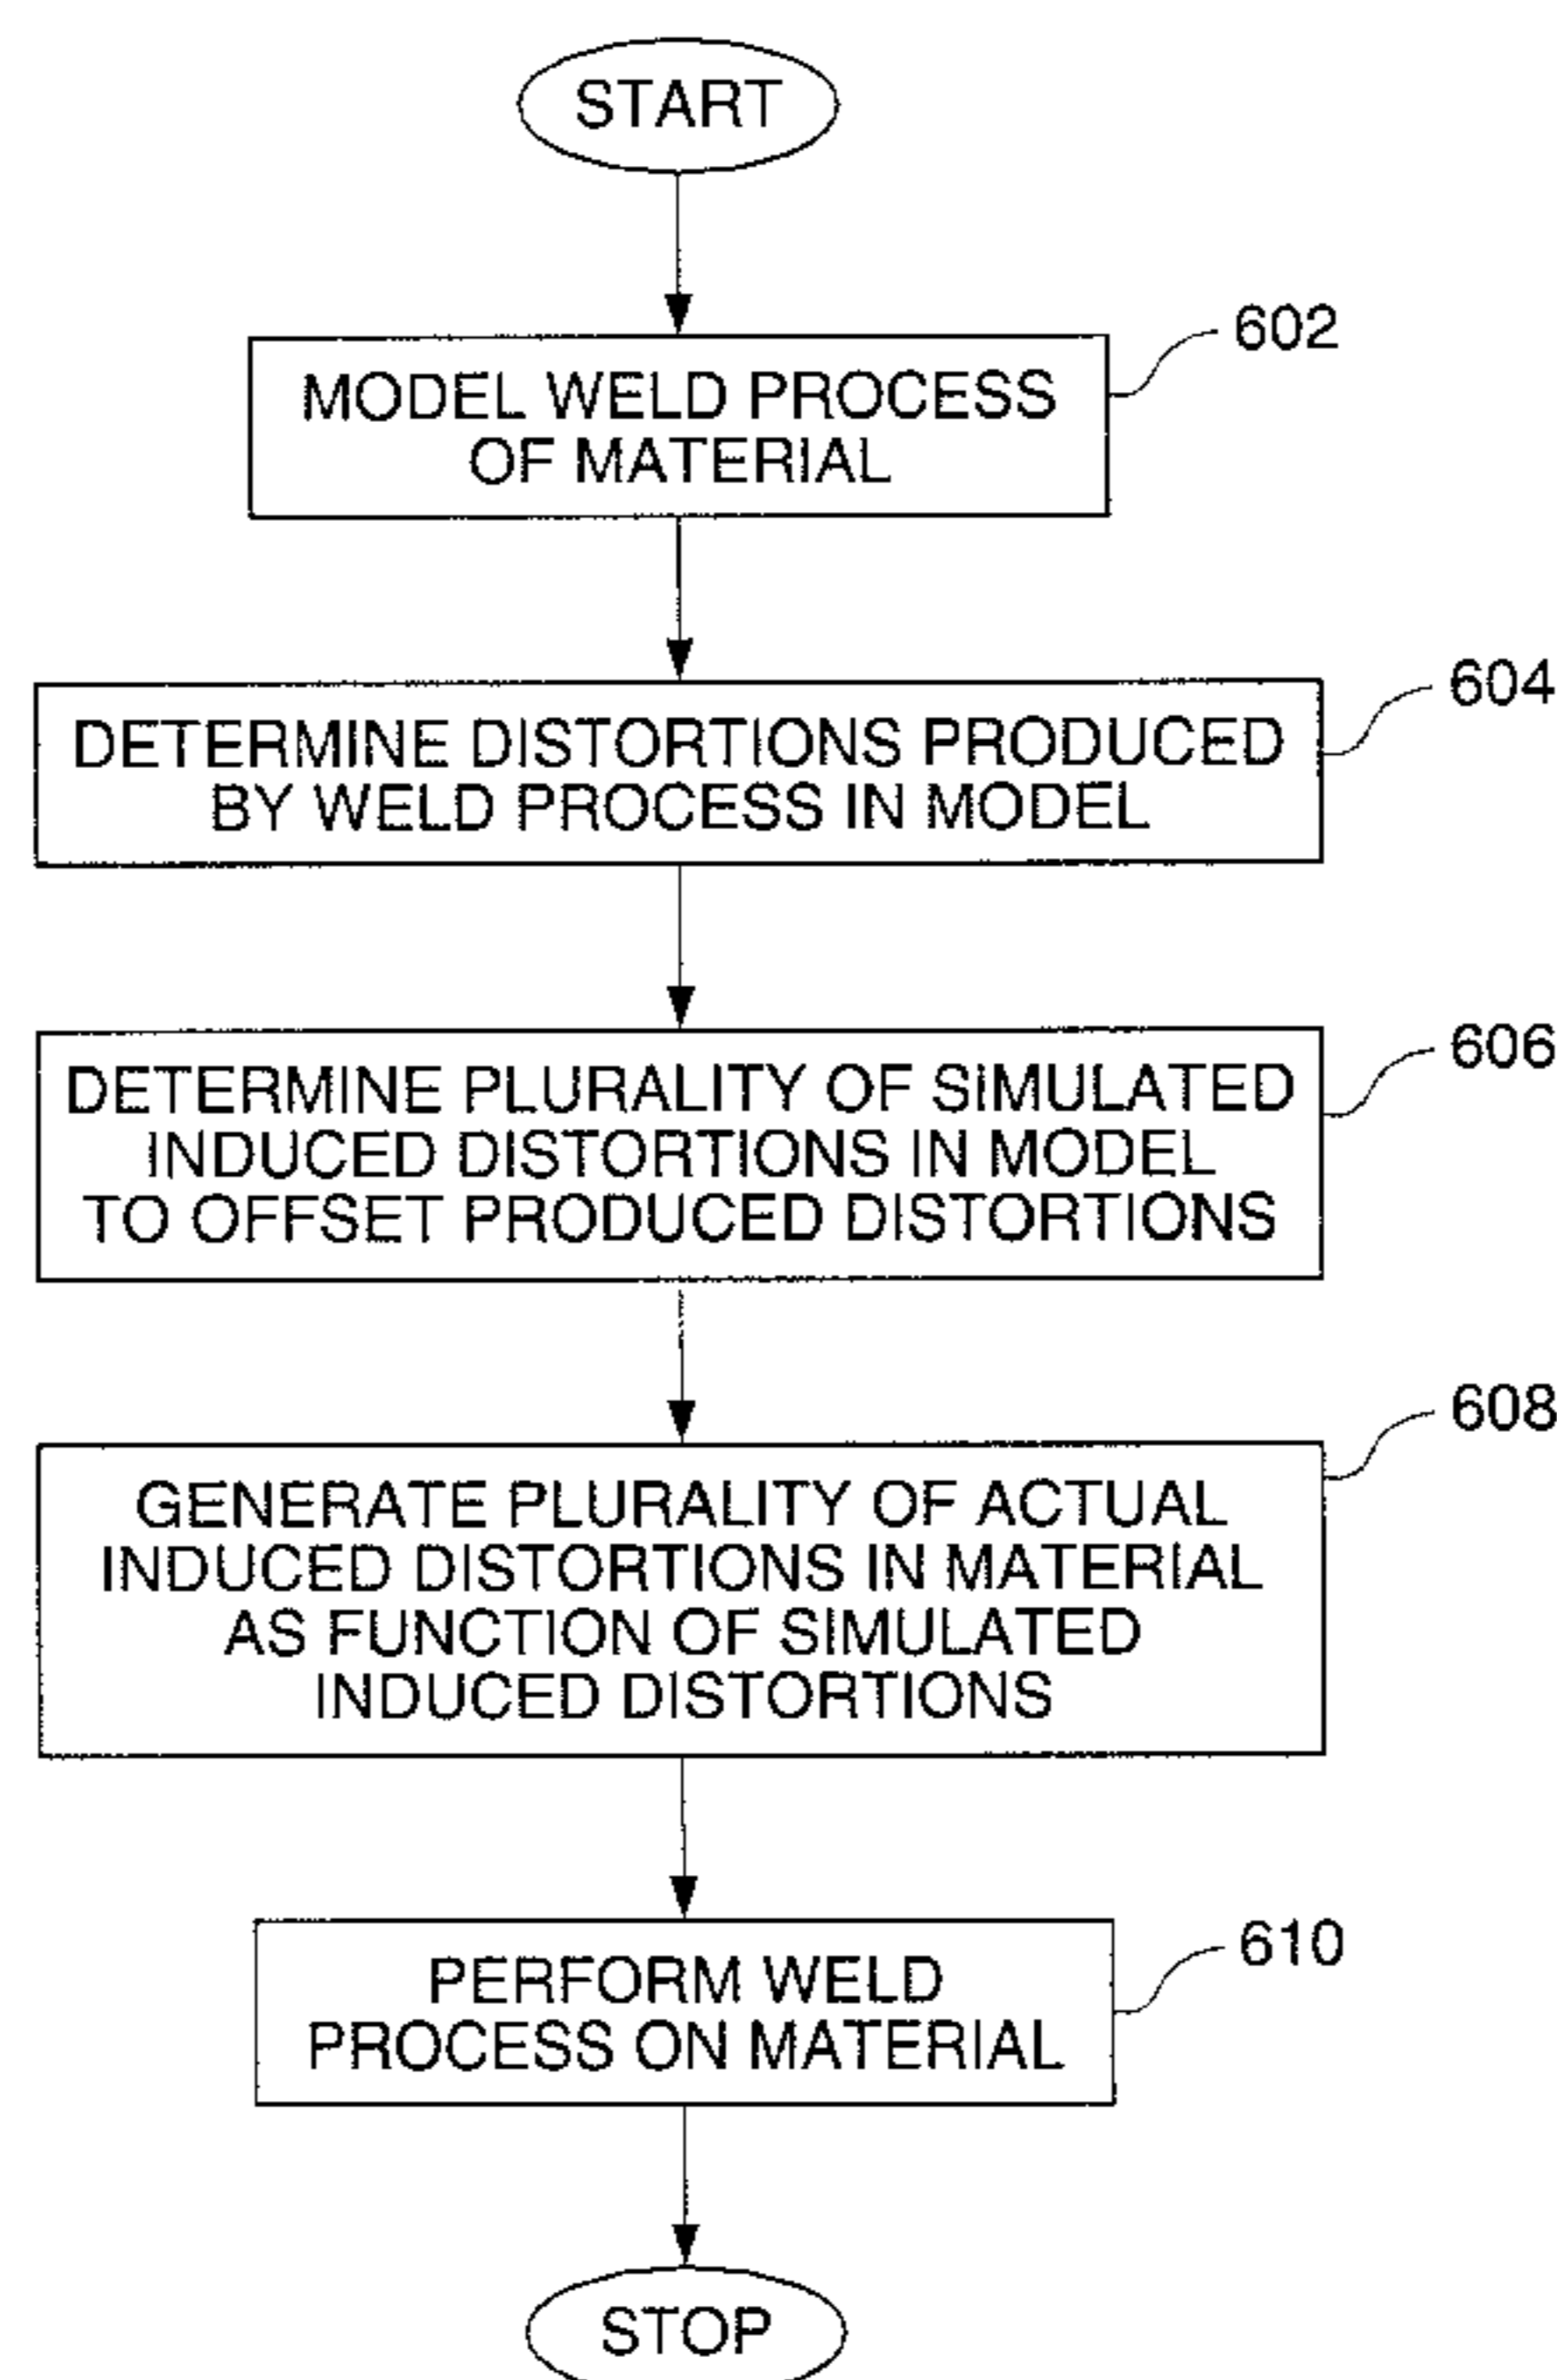 START
602
MODEL WELD PROCESS
OF MATERIAL
604
DETERMINE DISTORTIONS PRODUCED
BY WELD PROCESS IN MODEL
606
DETERMINE PLURALITY OF SIMULATED
INDUCED DISTORTIONS IN MODEL
TO OFFSET PRODUCED DISTORTIONS
608
GENERATE PLURALITY OF ACTUAL
INDUCED DISTORTIONS IN MATERIAL
AS FUNCTION OF SIMULATED
INDUCED DISTORTIONS
610
PERFORM WELD
PROCESS ON MATERIAL
STOP